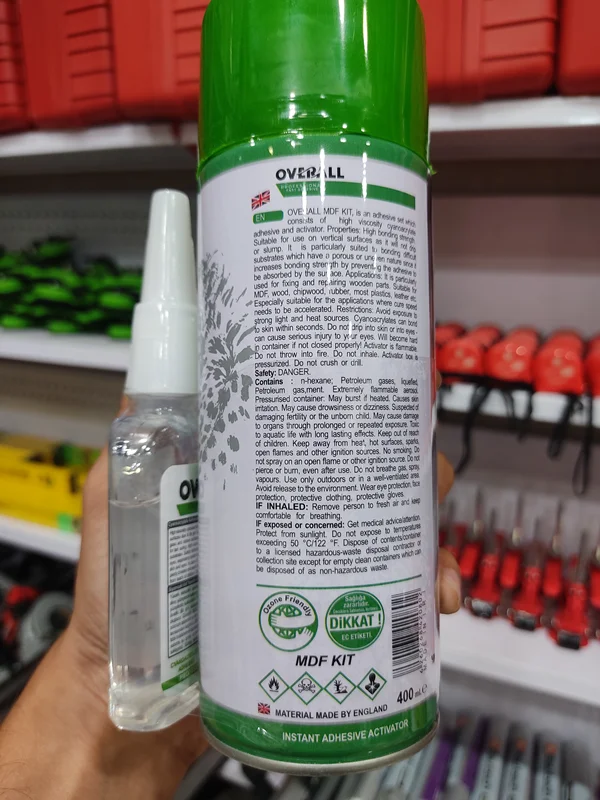 OVERALL
PROFESSIONAL
EN
OVERALL MDF KIT, is an adhesive set which
consists of high viscosity cyanoacrylate
adhesive and activator. Properties: High bonding strength.
Suitable for use on vertical surfaces as it will not drip
or slump. It is particularly suited to bonding difficult
substrates which have a porous or uneven nature since it
increases bonding strength by preventing the adhesive to
be absorbed by the surface. Applications: It is particularly
used for fixing and repairing wooden parts. Suitable for
MDF, wood, chipwood, rubber, most plastics, leather etc.
Especially suitable for the applications where cure speed
needs to be accelerated. Restrictions: Avoid exposure to
strong light and heat sources. Cyanoacrylates can bond
to skin within seconds. Do not drip into skin or into eyes -
can cause serious injury to your eyes. Will become hard
in container if not closed properly! Activator is flammable.
Do not throw into fire. Do not inhale. Activator box is
pressurized. Do not crush or drill.
Safety: DANGER.
Contains : n-hexane; Petroleum gases, liquefied,
Petroleum gas,ment. Extremely flammable aerosol.
Pressurised container. May burst if heated. Causes skin
irritation. May cause drowsiness or dizziness. Suspected of
damaging fertility or the unborn child. May cause damage
to organs through prolonged or repeated exposure. Toxic
to aquatic life with long lasting effects. Keep out of reach
of children. Keep away from heat, hot surfaces, sparks,
open flames and other ignition sources. No smoking. Do
not spray on an open flame or other ignition source. Do not
pierce or burn, even after use. Do not breathe gas, spray,
vapours. Use only outdoors or in a well-ventilated area.
Avoid release to the environment. Wear eye protection, face
protection, protective clothing, protective gloves.
IF INHALED: Remove person to fresh air and keep
comfortable for breathing.
IF exposed or concerned: Get medical advice/attention.
Protect from sunlight. Do not expose to temperatures
exceeding 50 °C/122 °F. Dispose of contents/container
to a licensed hazardous-waste disposal contractor or
collection site except for empty clean containers which can
be disposed of as non-hazardous waste.
Ozone Friendly
Sağlığa
zararlıdır.
DİKKAT !
EC ETİKETE
MDF KIT
400 mL e
MATERIAL MADE BY ENGLAND
INSTANT ADHESIVE ACTIVATOR
OV